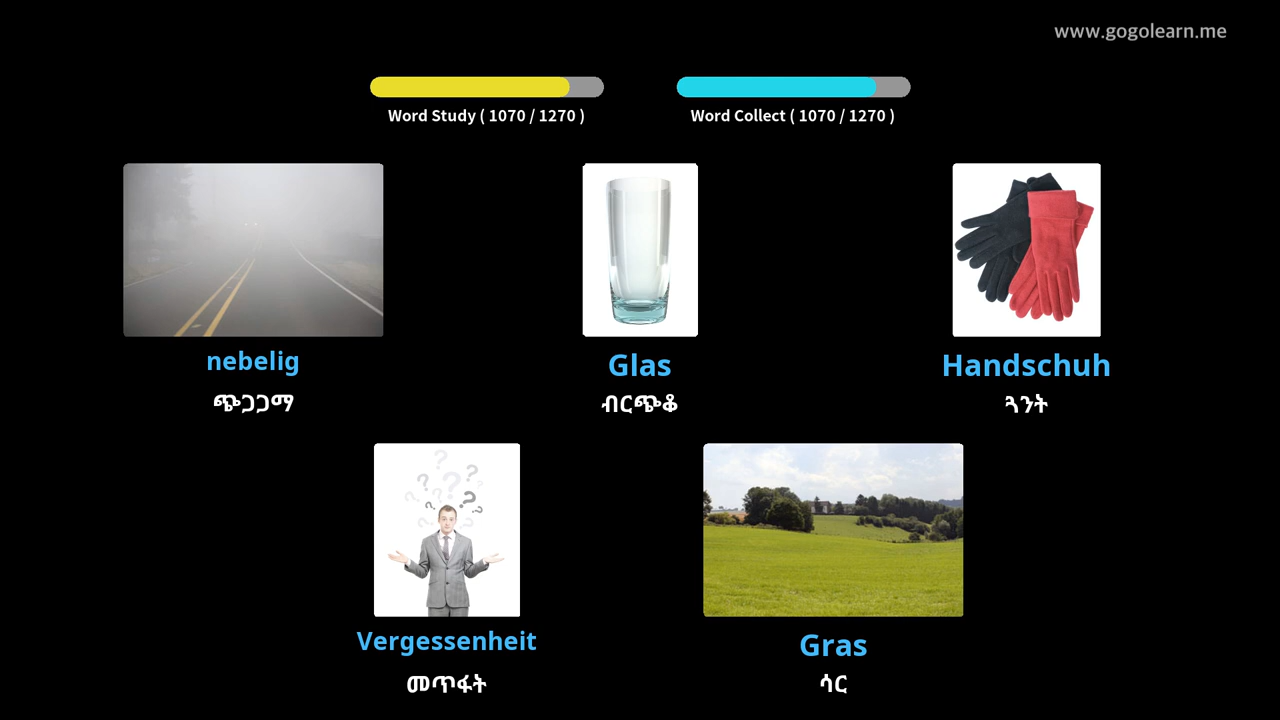 www.gogolearn.me
Word Study ( 1070 / 1270 )
Word Collect ( 1070 / 1270 )
nebelig
ጭጋጋማ
Glas
ብርጭቆ
Handschuh
ጓንት
Vergessenheit
መጥፋት
Gras
ሳር